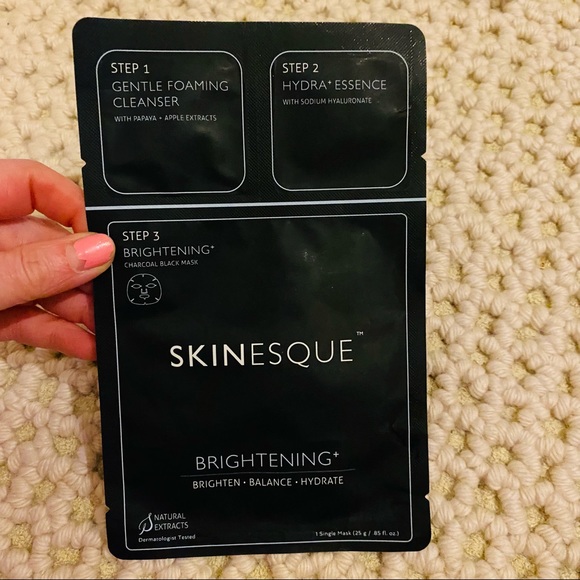 STEP 1
GENTLE FOAMING
CLEANSER
WITH PAPAYA • APPLE EXTRACTS
STEP 2
HYDRA+ ESSENCE
WITH SODIUM HYALURONATE
STEP 3
BRIGHTENING+
CHARCOAL BLACK MASK
SKINESQUE™
BRIGHTENING+
BRIGHTEN • BALANCE • HYDRATE
NATURAL
EXTRACTS
Dermatologist Tested
1 Single Mask (25 g / .85 fl. oz.)